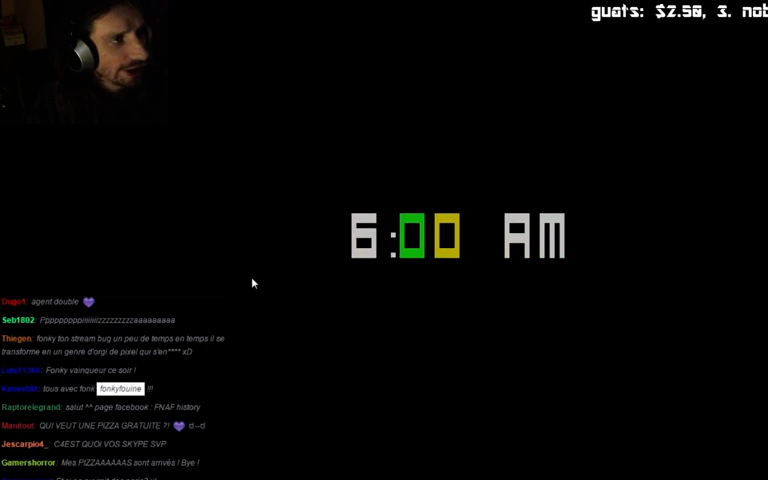 guats: $2.50, 3. nob
6:00 AM
Dugo1: agent double
Seb1802: Pppppppppiiiiiiiizzzzzzzzzaaaaaaaaa
Thiegen: fonky ton stream bug un peu de temps en temps il se
transforme en un genre d'orgi de pixel qui s'en**** xD
Fonky vainqueur ce soir !
tous avec fonk fonkyfouine !!!
Raptorelegrand: salut ^^ page facebook : FNAF history
Manitout: QUI VEUT UNE PIZZA GRATUITE ?! d--d
Jescarpio4_: C4EST QUOI VOS SKYPE SVP
Gamershorror: Mes PIZZAAAAAAS sont arrivés ! Bye !